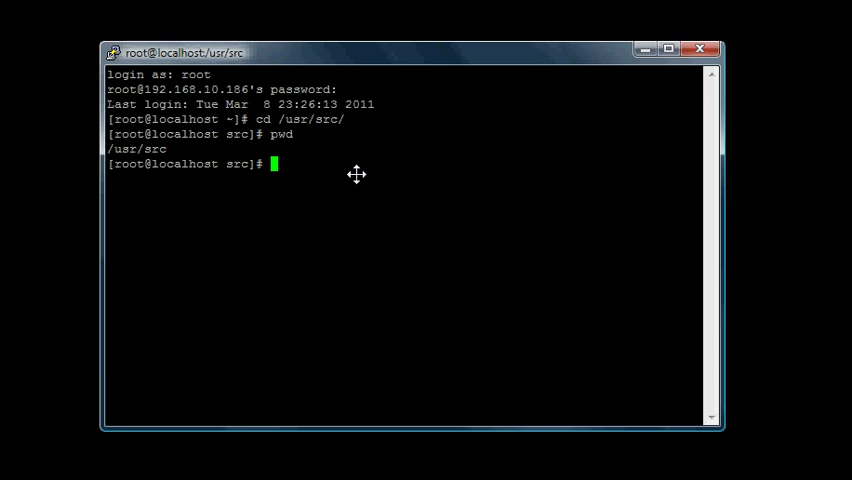 root@localhost:/usr/src
login as: root
root@192.168.10.186's password:
Last login: Tue Mar  8 23:26:13 2011
[root@localhost ~]# cd /usr/src/
[root@localhost src]# pwd
/usr/src
[root@localhost src]#